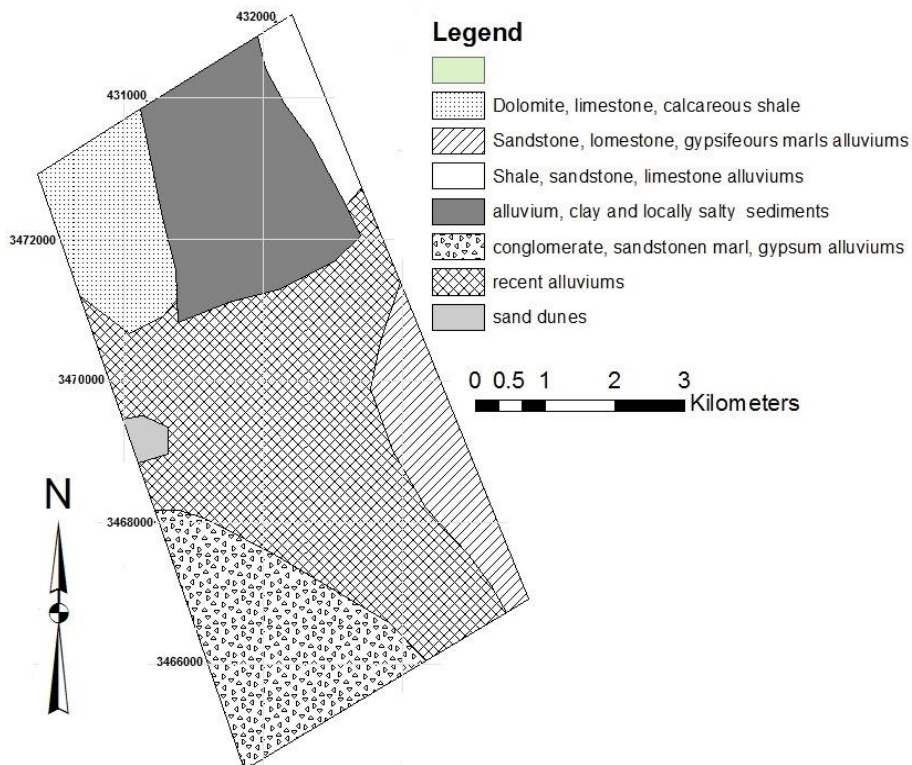 432000
431000
3472000
3470000
3468000
3466000
Legend
Dolomite, limestone, calcareous shale
Sandstone, lomestone, gypsifeours marls alluviums
Shale, sandstone, limestone alluviums
alluvium, clay and locally salty sediments
conglomerate, sandstonen marl, gypsum alluviums
recent alluviums
sand dunes
0 0.5 1 2 3
Kilometers
N